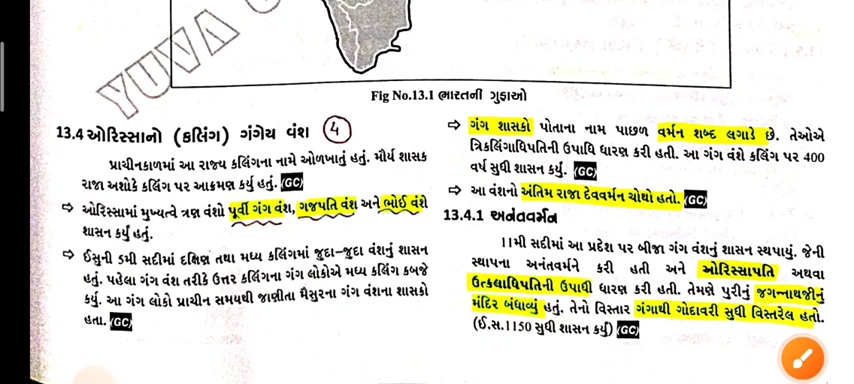 YUVA
Fig No.13.1 ભારતની ગુફાઓ
13.4 ઓરિસ્સાનો (કલિંગ) ગંગેય વંશ ④
પ્રાચીનકાળમાં આ રાજ્ય કલિંગના નામે ઓળખાતું હતું. મૌર્ય શાસક
રાજા અશોકે કલિંગ પર આક્રમણ કર્યું હતું. (GC)
⇨ ઓરિસ્સામાં મુખ્યત્વે ત્રણ વંશો પૂર્વી ગંગ વંશ, ગજપતિ વંશ અને ભોઈ વંશે
શાસન કર્યું હતું.
⇨ ઈસુની 8મી સદીમાં દક્ષિણ તથા મધ્ય કલિંગમાં જુદા-જુદા વંશનું શાસન
હતું. પહેલા ગંગ વંશ તરીકે ઉત્તર કલિંગના ગંગ લોકોએ મધ્ય કલિંગ કબજે
કર્યું. આ ગંગ લોકો પ્રાચીન સમયથી જાણીતા મૈસુરના ગંગ વંશના શાસકો
હતા. (GC)
⇨ ગંગ શાસકો પોતાના નામ પાછળ વર્મન શબ્દ લગાડે છે. તેઓએ
ત્રિકલિંગાધિપતિની ઉપાધિ ધારણ કરી હતી. આ ગંગ વંશે કલિંગ પર 400
વર્ષ સુધી શાસન કર્યું. (GC)
⇨ આ વંશનો અંતિમ રાજા દેવવર્મન ચોથો હતો. (GC)
13.4.1 અનંતવર્મન
11મી સદીમાં આ પ્રદેશ પર બીજા ગંગ વંશનું શાસન સ્થપાયું. જેની
સ્થાપના અનંતવર્મને કરી હતી અને ઓરિસ્સાપતિ અથવા
ઉત્કલાધિપતિની ઉપાધી ધારણ કરી હતી. તેમણે પુરીનું જગન્નાથજીનું
મંદિર બંધાવ્યું હતું. તેનો વિસ્તાર ગંગાથી ગોદાવરી સુધી વિસ્તરેલ હતો.
(ઈ.સ.1150 સુધી શાસન કર્યું) (GC)